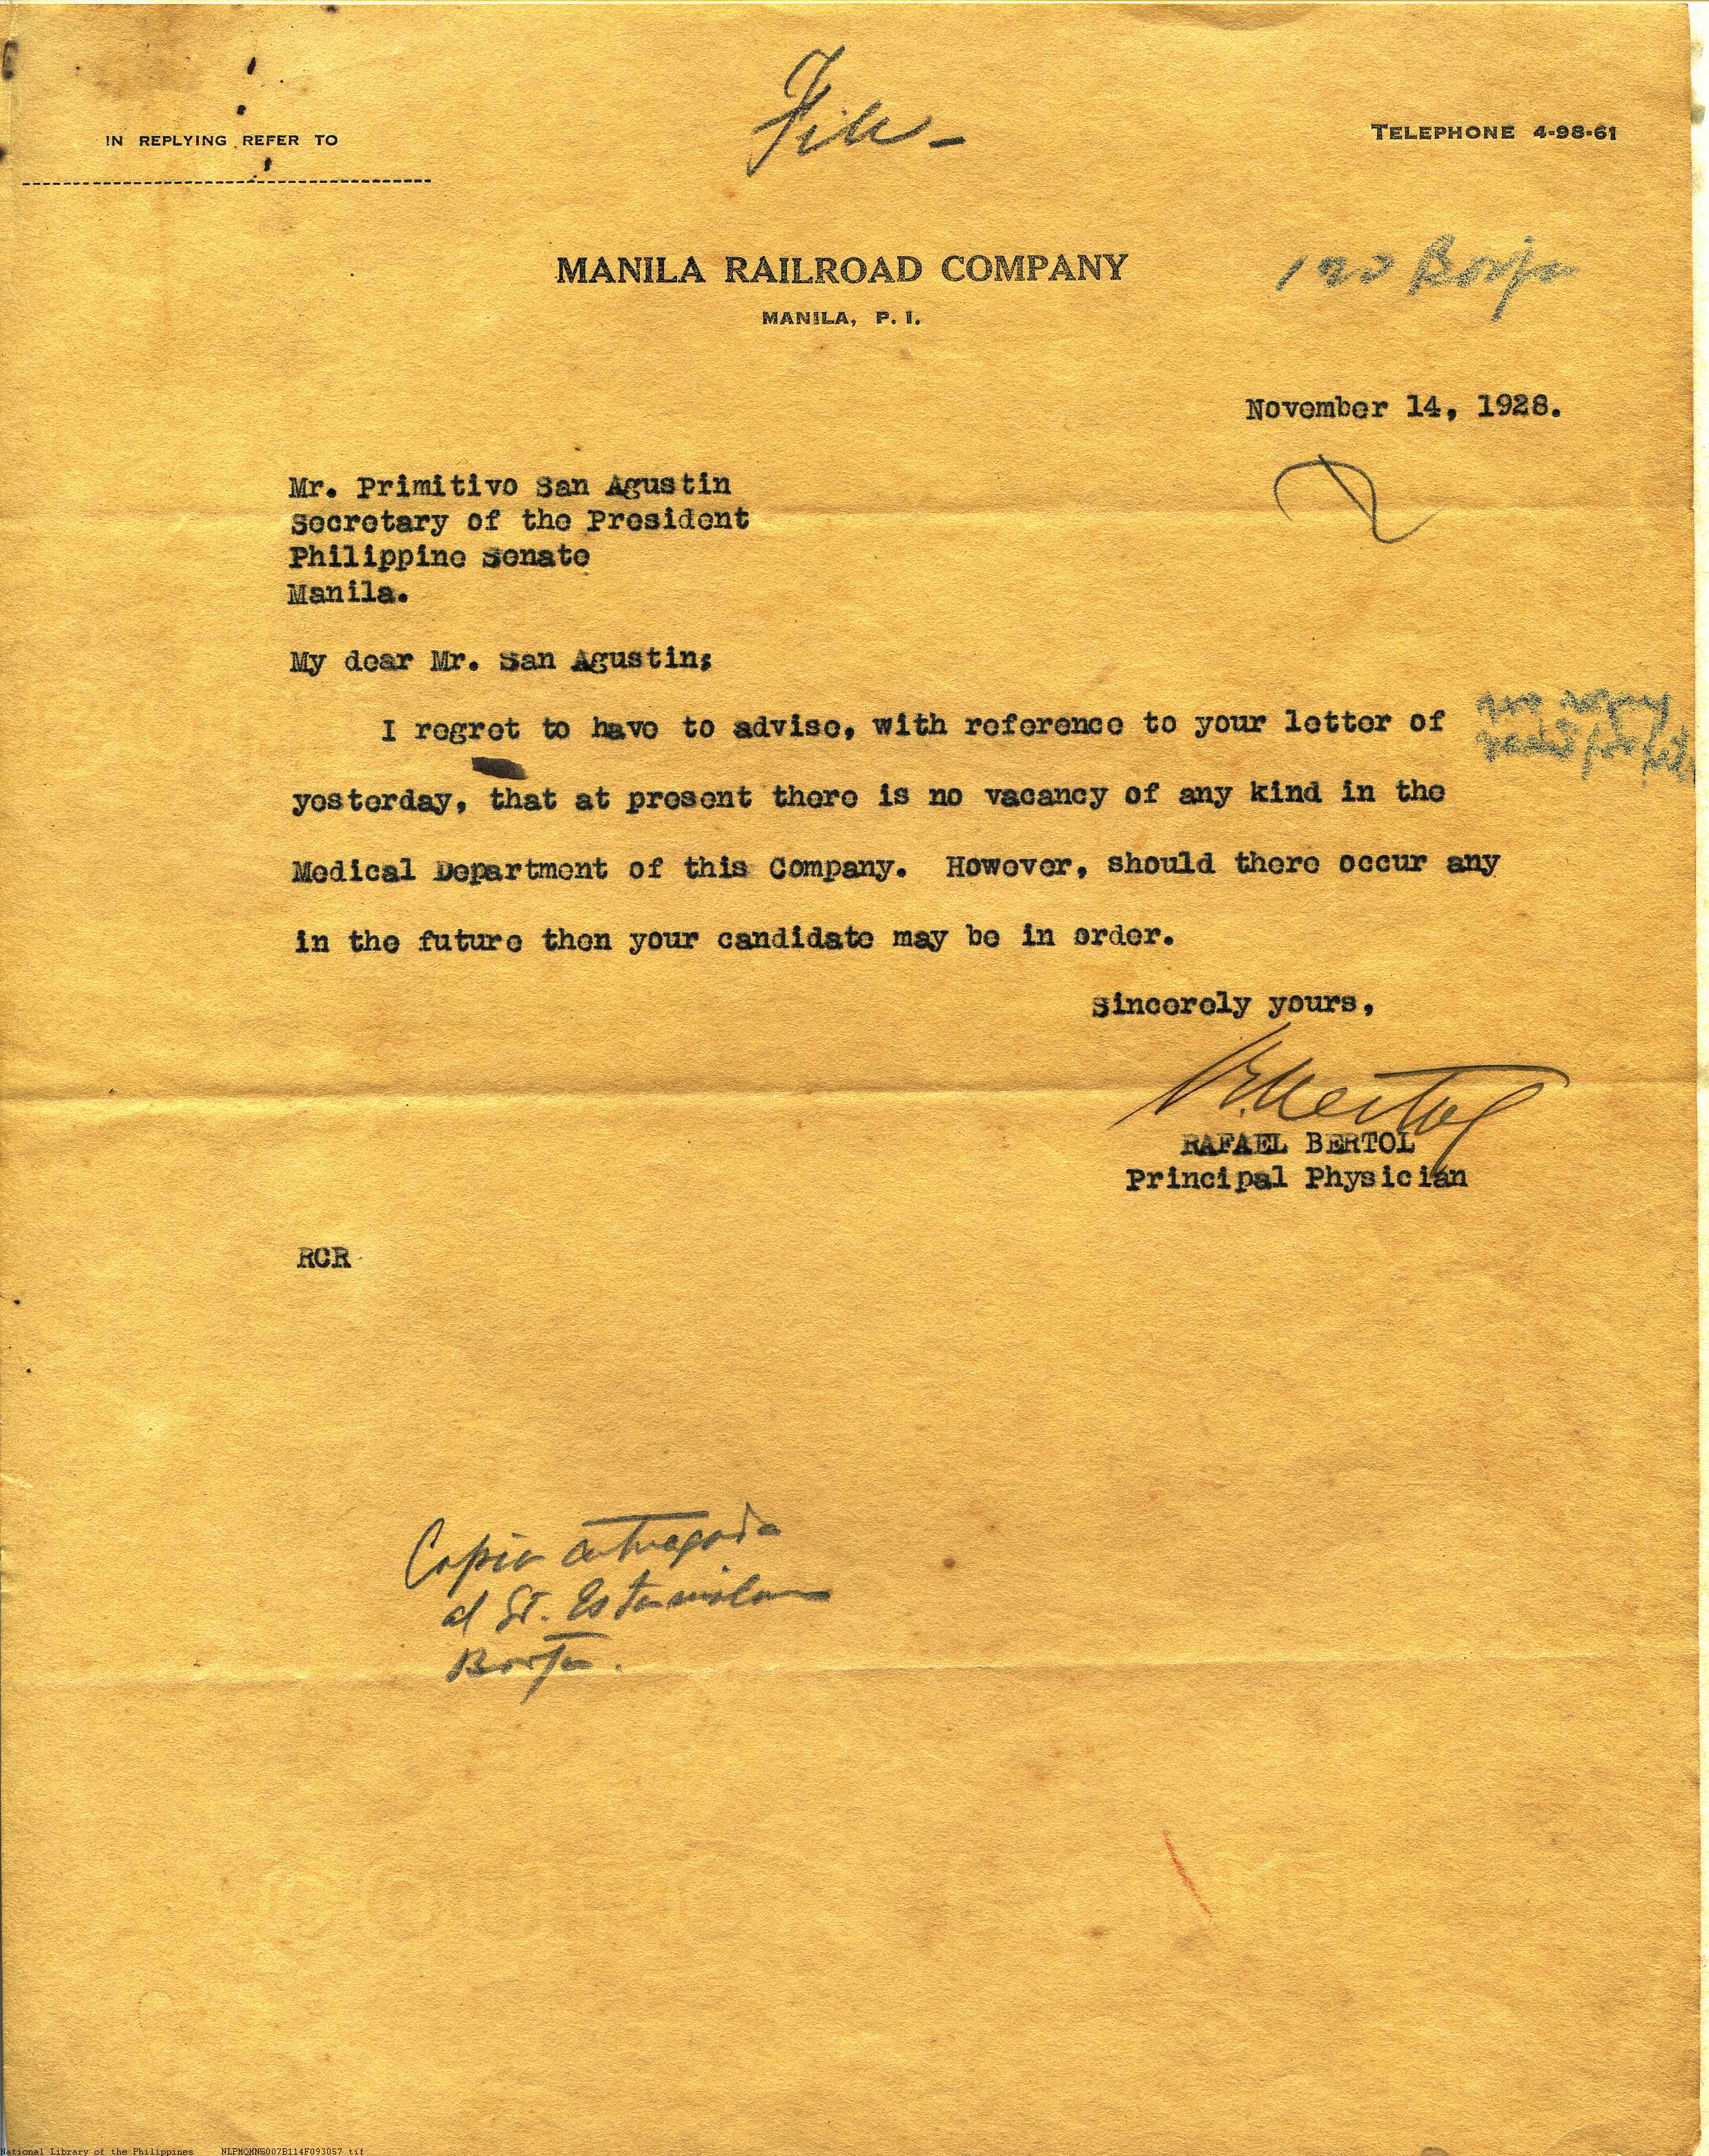 File -
IN REPLYING REFER TO
TELEPHONE 4-98-61
MANILA RAILROAD COMPANY
MANILA, P. I.
Borja
November 14, 1928.
Mr. Primitivo San Agustin
Secretary of the President
Philippine Senate
Manila.
My dear Mr. San Agustin;
I regret to have to advise, with reference to your letter of
yesterday, that at present there is no vacancy of any kind in the
Medical Department of this Company. However, should there occur any
in the future then your candidate may be in order.
Sincerely yours,
R. Bertol
RAFAEL BERTOL
Principal Physician
RCR
Copia entregada
al Sr. Estanislao
Borja.
National Library of the Philippines NLPMQMNS007B114F093057.tif